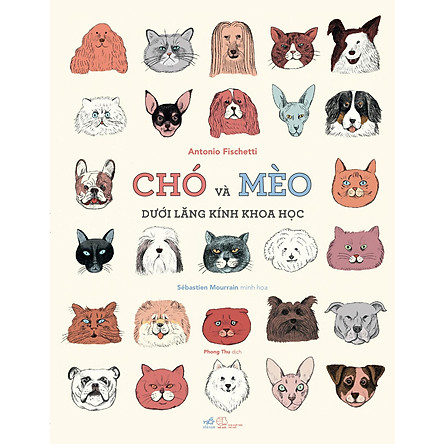 Antonio Fischetti
CHÓ VÀ MÈO
DƯỚI LĂNG KÍNH KHOA HỌC
Sébastien Mourrain minh họa
Phong Thu dịch